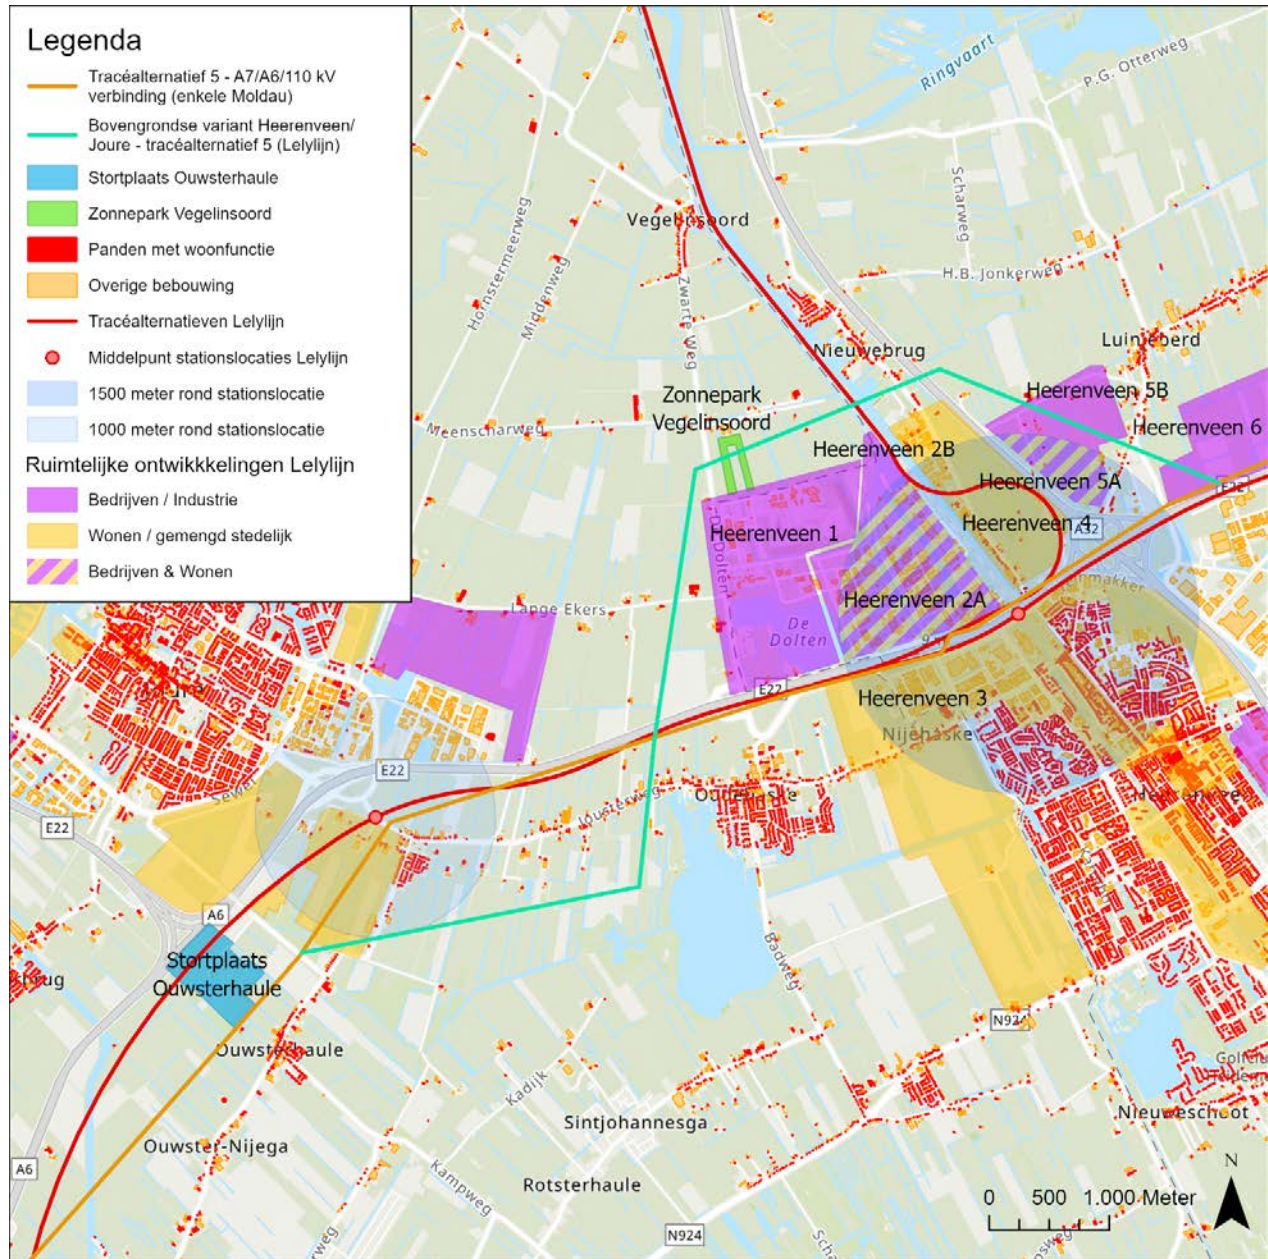 Legenda
Tracéalternatief 5 - A7/A6/110 kV
verbinding (enkele Moldau)
Bovengrondse variant Heerenveen/
Joure - tracéalternatief 5 (Lelylijn)
Stortplaats Ouwsterhaule
Zonnepark Vegelinsoord
Panden met woonfunctie
Overige bebouwing
Tracéalternatieven Lelylijn
Middelpunt stationslocaties Lelylijn
1500 meter rond stationslocatie
1000 meter rond stationslocatie
Ruimtelijke ontwikkkelingen Lelylijn
Bedrijven / Industrie
Wonen / gemengd stedelijk
Bedrijven & Wonen
Ringvaart
P.G. Otterweg
Scharweg
Vegelinsoord
H.B. Jonkerweg
Hornstermeerweg
Middenweg
Zwarte Weg
Luinjeberd
Nieuwebrug
Heerenveen 5B
Zonnepark
Vegelinsoord
Meenscharweg
Heerenveen 6
Heerenveen 2B
Heerenveen 5A
E22
Heerenveen 4
A32
Heerenveen 1
Lange Ekers
Heerenveen 2A
De
Dolten
E22
Heerenveen 3
Nijehaske
E22
Jousterweg
E22
A6
Stortplaats
Ouwsterhaule
Badweg
N924
Ouwsterhaule
Kadijk
Sintjohannesga
Nieuweschoot
Ouwster-Nijega
A6
Kampweg
Rotsterhaule
N924
N
0 500 1.000 Meter